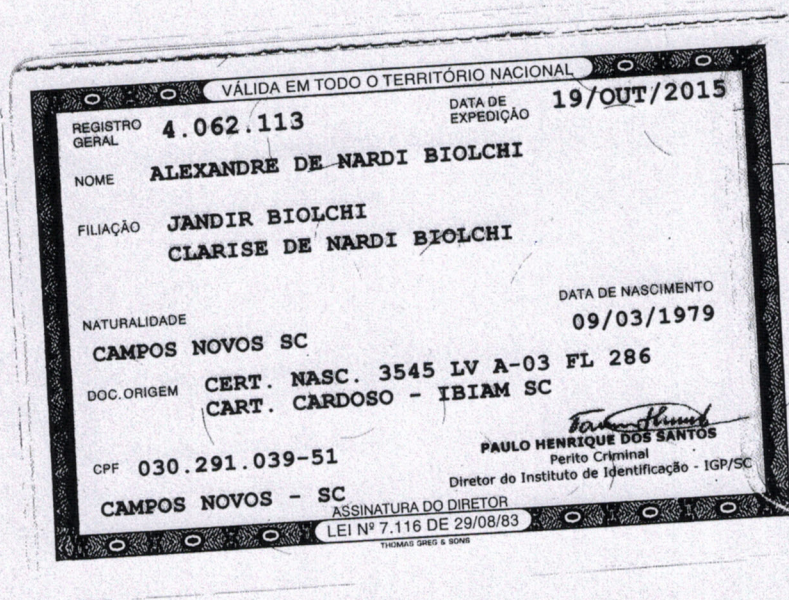 VÁLIDA EM TODO O TERRITÓRIO NACIONAL
REGISTRO GERAL 4.062.113 DATA DE EXPEDIÇÃO 19/OUT/2015
NOME ALEXANDRE DE NARDI BIOLCHI
FILIAÇÃO JANDIR BIOLCHI
CLARISE DE NARDI BIOLCHI
NATURALIDADE DATA DE NASCIMENTO
CAMPOS NOVOS SC 09/03/1979
DOC.ORIGEM CERT. NASC. 3545 LV A-03 FL 286
CART. CARDOSO - IBIAM SC
CPF 030.291.039-51
PAULO HENRIQUE DOS SANTOS
Perito Criminal
Diretor do Instituto de Identificação - IGP/SC
CAMPOS NOVOS - SC
ASSINATURA DO DIRETOR
LEI Nº 7.116 DE 29/08/83
THOMAS GREG & SONS